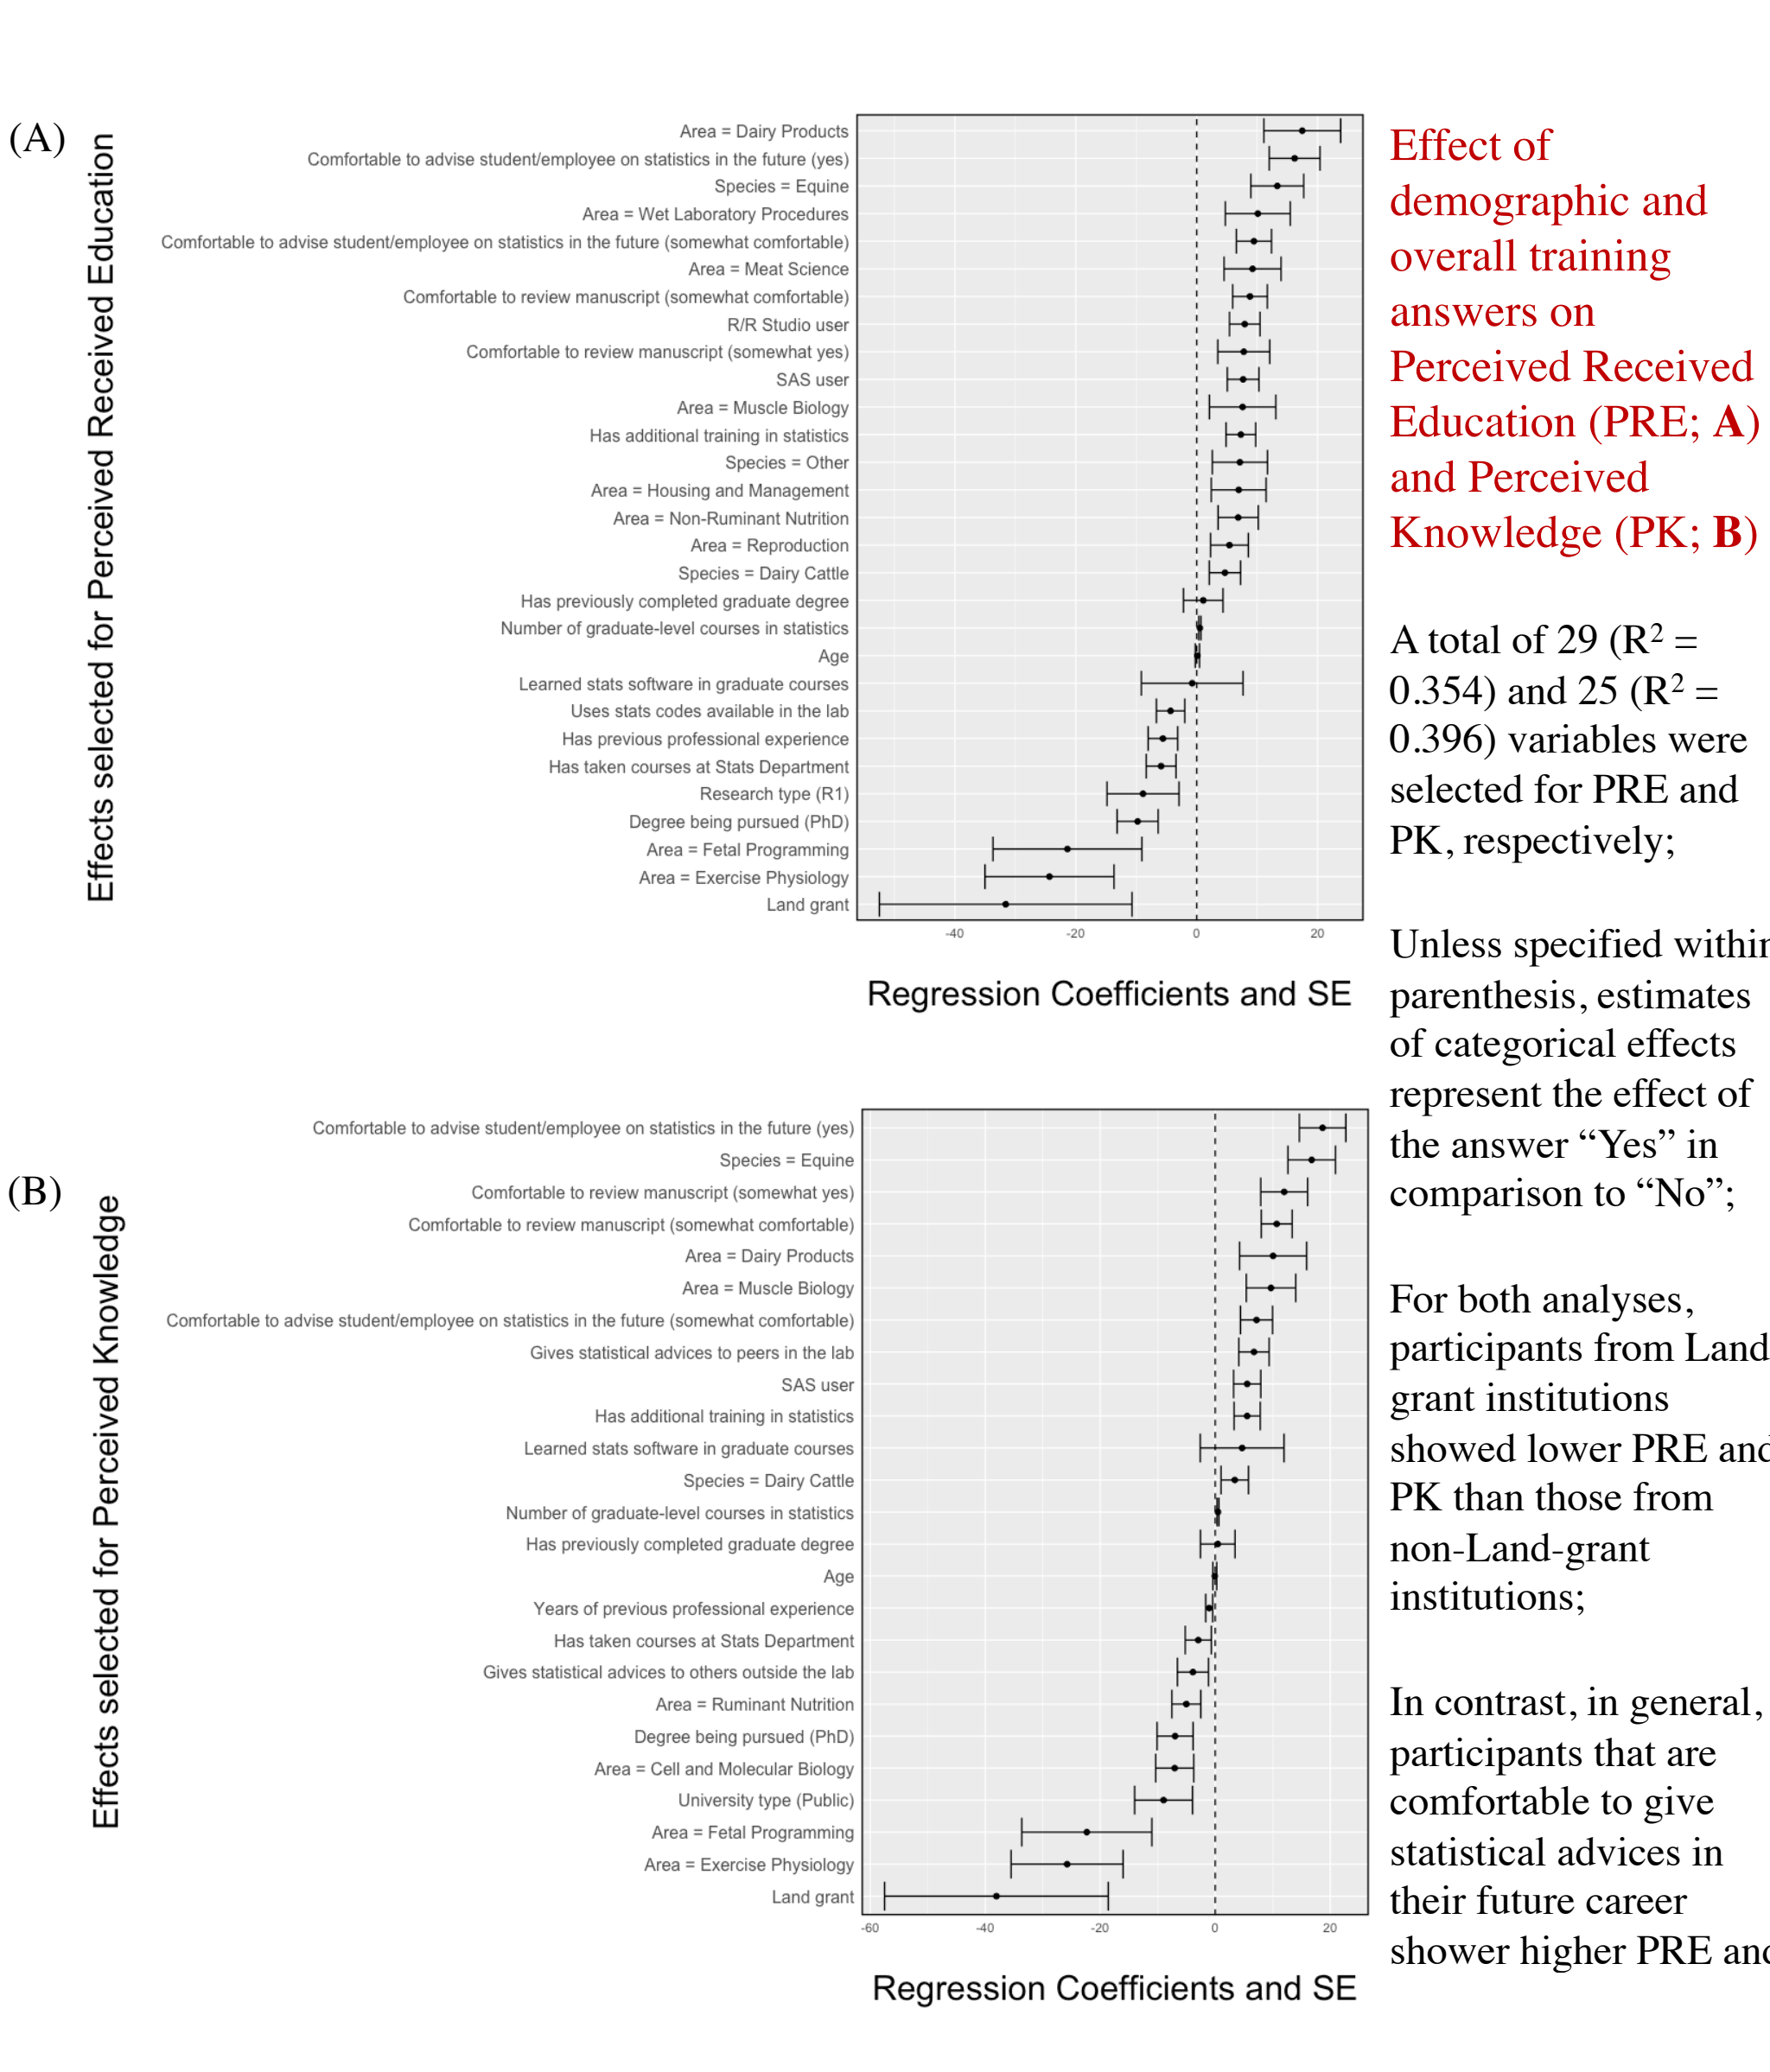 (A)
Effects selected for Perceived Received Education
Area = Dairy Products
Comfortable to advise student/employee on statistics in the future (yes)
Species = Equine
Area = Wet Laboratory Procedures
Comfortable to advise student/employee on statistics in the future (somewhat comfortable)
Area = Meat Science
Comfortable to review manuscript (somewhat comfortable)
R/R Studio user
Comfortable to review manuscript (somewhat yes)
SAS user
Area = Muscle Biology
Has additional training in statistics
Species = Other
Area = Housing and Management
Area = Non-Ruminant Nutrition
Area = Reproduction
Species = Dairy Cattle
Has previously completed graduate degree
Number of graduate-level courses in statistics
Age
Learned stats software in graduate courses
Uses stats codes available in the lab
Has previous professional experience
Has taken courses at Stats Department
Research type (R1)
Degree being pursued (PhD)
Area = Fetal Programming
Area = Exercise Physiology
Land grant
-40 -20 0 20
Regression Coefficients and SE
(B)
Effects selected for Perceived Knowledge
Comfortable to advise student/employee on statistics in the future (yes)
Species = Equine
Comfortable to review manuscript (somewhat yes)
Comfortable to review manuscript (somewhat comfortable)
Area = Dairy Products
Area = Muscle Biology
Comfortable to advise student/employee on statistics in the future (somewhat comfortable)
Gives statistical advices to peers in the lab
SAS user
Has additional training in statistics
Learned stats software in graduate courses
Species = Dairy Cattle
Number of graduate-level courses in statistics
Has previously completed graduate degree
Age
Years of previous professional experience
Has taken courses at Stats Department
Gives statistical advices to others outside the lab
Area = Ruminant Nutrition
Degree being pursued (PhD)
Area = Cell and Molecular Biology
University type (Public)
Area = Fetal Programming
Area = Exercise Physiology
Land grant
-60 -40 -20 0 20
Regression Coefficients and SE
Effect of
demographic and
overall training
answers on
Perceived Received
Education (PRE; A)
and Perceived
Knowledge (PK; B)
A total of 29 (R² =
0.354) and 25 (R² =
0.396) variables were
selected for PRE and
PK, respectively;
Unless specified within
parenthesis, estimates
of categorical effects
represent the effect of
the answer “Yes” in
comparison to “No”;
For both analyses,
participants from Land
grant institutions
showed lower PRE and
PK than those from
non-Land-grant
institutions;
In contrast, in general,
participants that are
comfortable to give
statistical advices in
their future career
shower higher PRE and